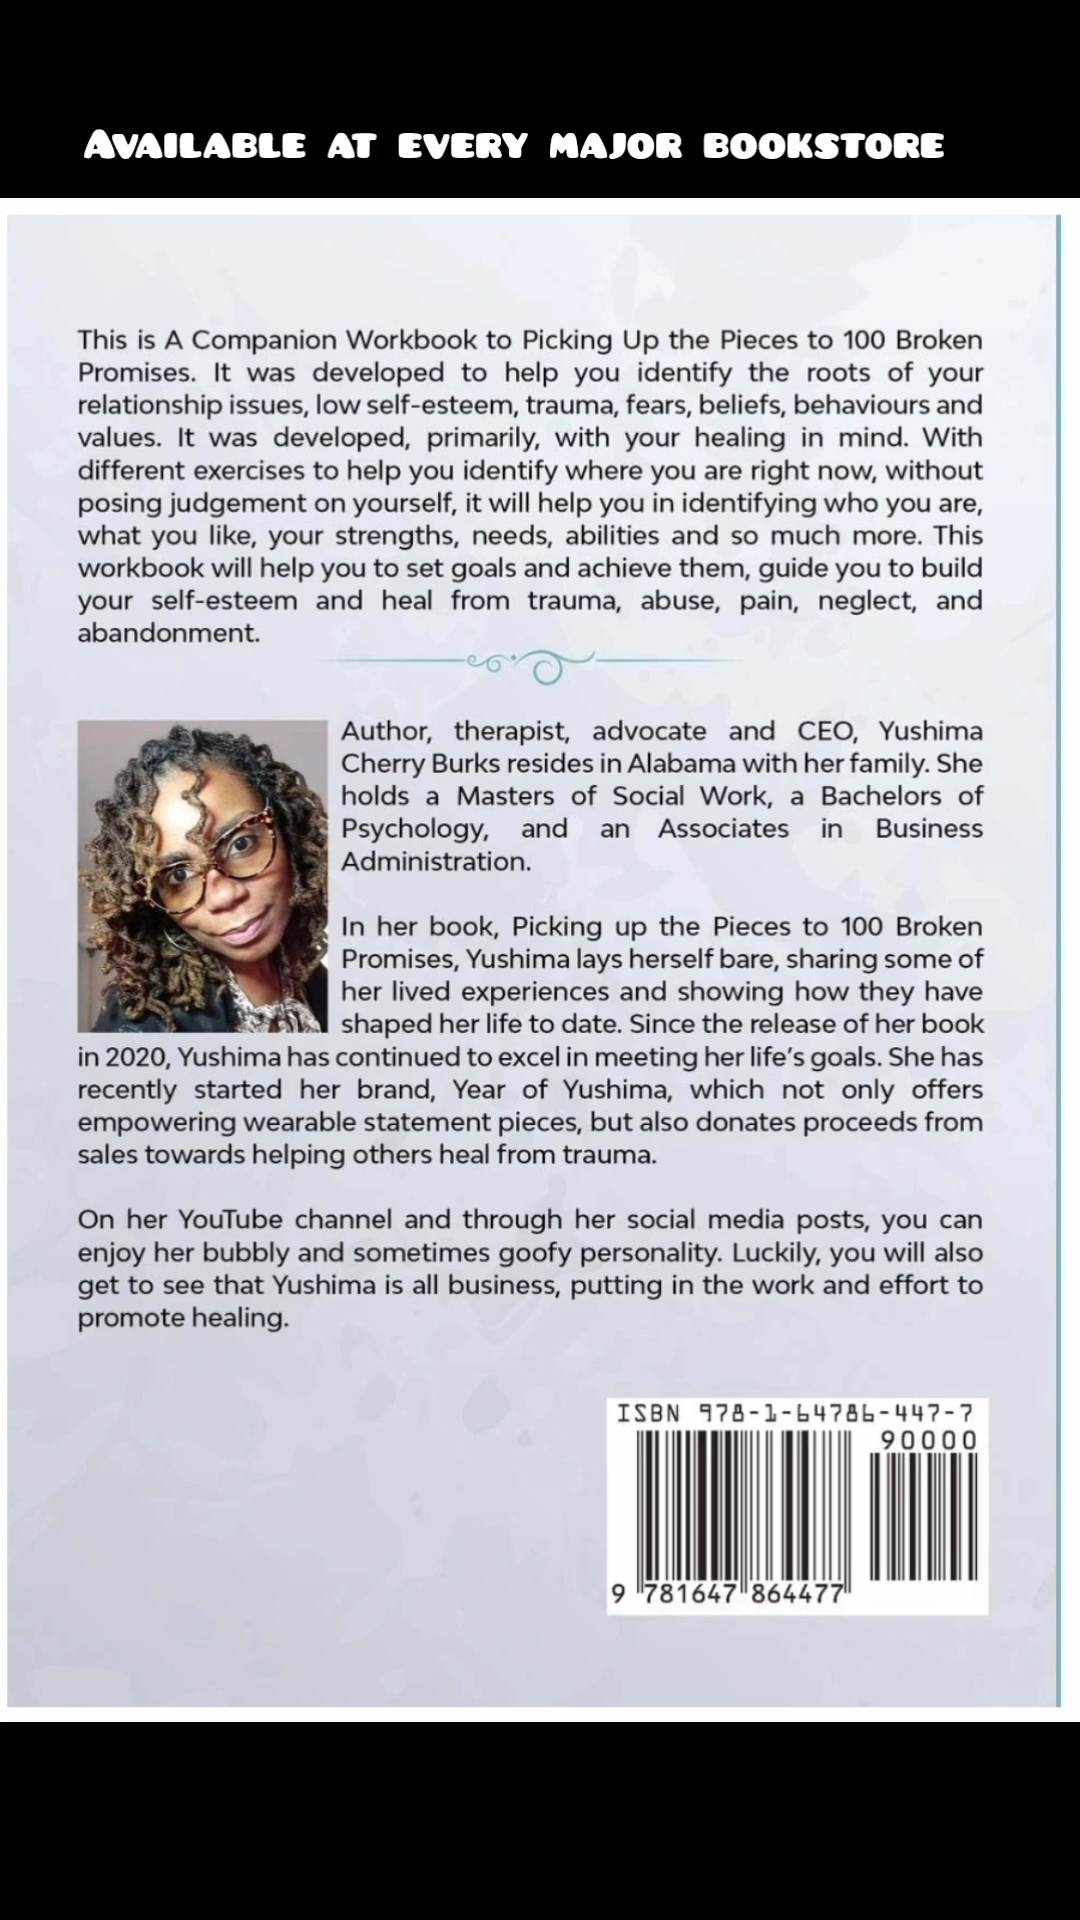 AVAILABLE AT EVERY MAJOR BOOKSTORE
This is A Companion Workbook to Picking Up the Pieces to 100 Broken
Promises. It was developed to help you identify the roots of your
relationship issues, low self-esteem, trauma, fears, beliefs, behaviours and
values. It was developed, primarily, with your healing in mind. With
different exercises to help you identify where you are right now, without
posing judgement on yourself, it will help you in identifying who you are,
what you like, your strengths, needs, abilities and so much more. This
workbook will help you to set goals and achieve them, guide you to build
your self-esteem and heal from trauma, abuse, pain, neglect, and
abandonment.
Author, therapist, advocate and CEO, Yushima
Cherry Burks resides in Alabama with her family. She
holds a Masters of Social Work, a Bachelors of
Psychology, and an Associates in Business
Administration.
In her book, Picking up the Pieces to 100 Broken
Promises, Yushima lays herself bare, sharing some of
her lived experiences and showing how they have
shaped her life to date. Since the release of her book
in 2020, Yushima has continued to excel in meeting her life's goals. She has
recently started her brand, Year of Yushima, which not only offers
empowering wearable statement pieces, but also donates proceeds from
sales towards helping others heal from trauma.
On her YouTube channel and through her social media posts, you can
enjoy her bubbly and sometimes goofy personality. Luckily, you will also
get to see that Yushima is all business, putting in the work and effort to
promote healing.
ISBN 978-1-64786-447-7
90000
9 781647 864477